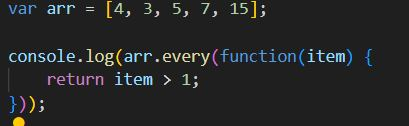 var arr = [4, 3, 5, 7, 15];
console.log(arr.every(function(item) {
    return item > 1;
}));